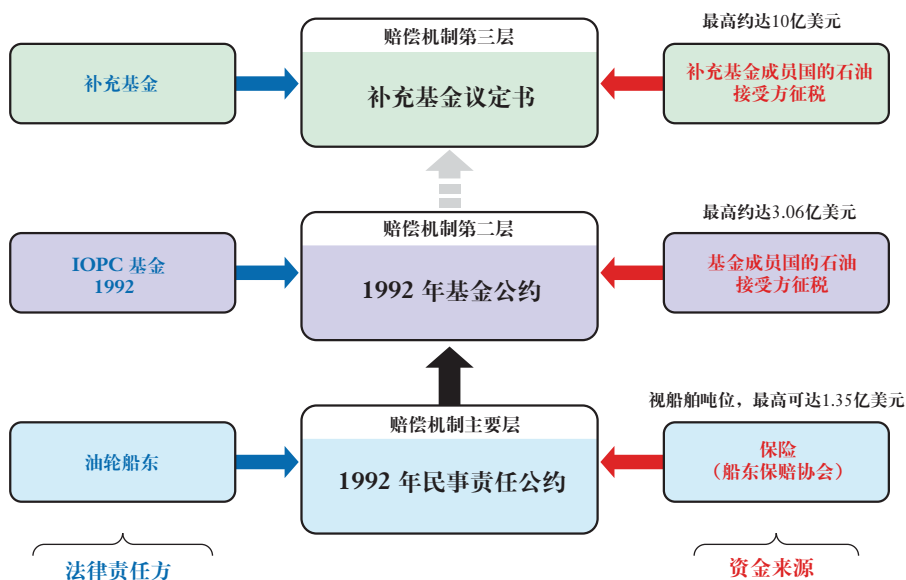 最高约达10亿美元
赔偿机制第三层
补充基金
补充基金议定书
补充基金成员国的石油
接受方征税
最高约达3.06亿美元
赔偿机制第二层
IOPC 基金
1992
1992 年基金公约
基金成员国的石油
接受方征税
视船舶吨位，最高可达1.35亿美元
赔偿机制主要层
油轮船东
1992 年民事责任公约
保险
（船东保赔协会）
法律责任方
资金来源